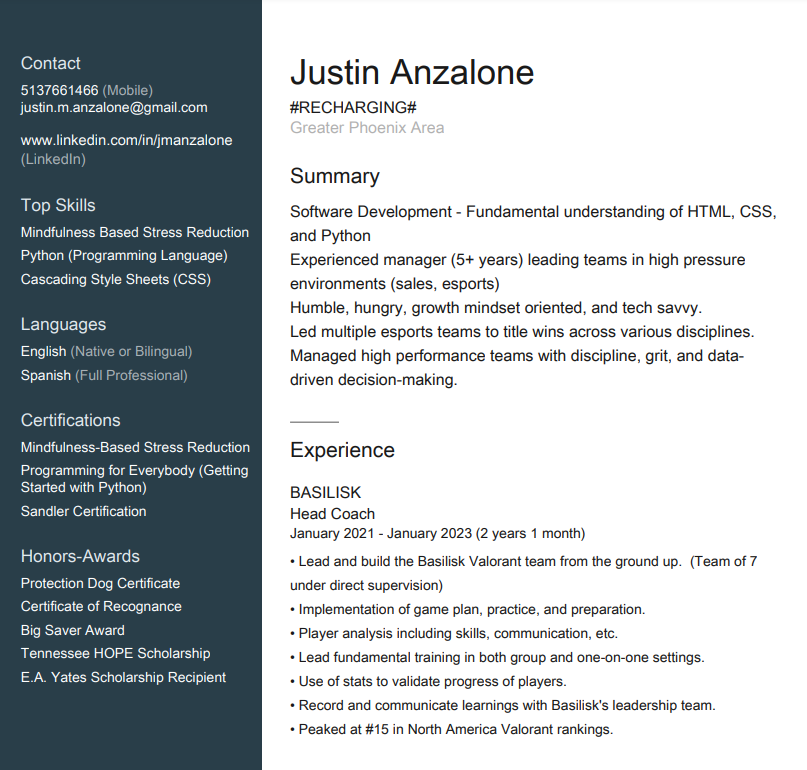 Contact
5137661466 (Mobile)
justin.m.anzalone@gmail.com
www.linkedin.com/in/jmanzalone
(LinkedIn)
Top Skills
Mindfulness Based Stress Reduction
Python (Programming Language)
Cascading Style Sheets (CSS)
Languages
English (Native or Bilingual)
Spanish (Full Professional)
Certifications
Mindfulness-Based Stress Reduction
Programming for Everybody (Getting
Started with Python)
Sandler Certification
Honors-Awards
Protection Dog Certificate
Certificate of Recognance
Big Saver Award
Tennessee HOPE Scholarship
E.A. Yates Scholarship Recipient
Justin Anzalone
#RECHARGING#
Greater Phoenix Area
Summary
Software Development - Fundamental understanding of HTML, CSS,
and Python
Experienced manager (5+ years) leading teams in high pressure
environments (sales, esports)
Humble, hungry, growth mindset oriented, and tech savvy.
Led multiple esports teams to title wins across various disciplines.
Managed high performance teams with discipline, grit, and data-
driven decision-making.
Experience
BASILISK
Head Coach
January 2021 - January 2023 (2 years 1 month)
• Lead and build the Basilisk Valorant team from the ground up.  (Team of 7
under direct supervision)
• Implementation of game plan, practice, and preparation.
• Player analysis including skills, communication, etc.
• Lead fundamental training in both group and one-on-one settings.
• Use of stats to validate progress of players.
• Record and communicate learnings with Basilisk's leadership team.
• Peaked at #15 in North America Valorant rankings.